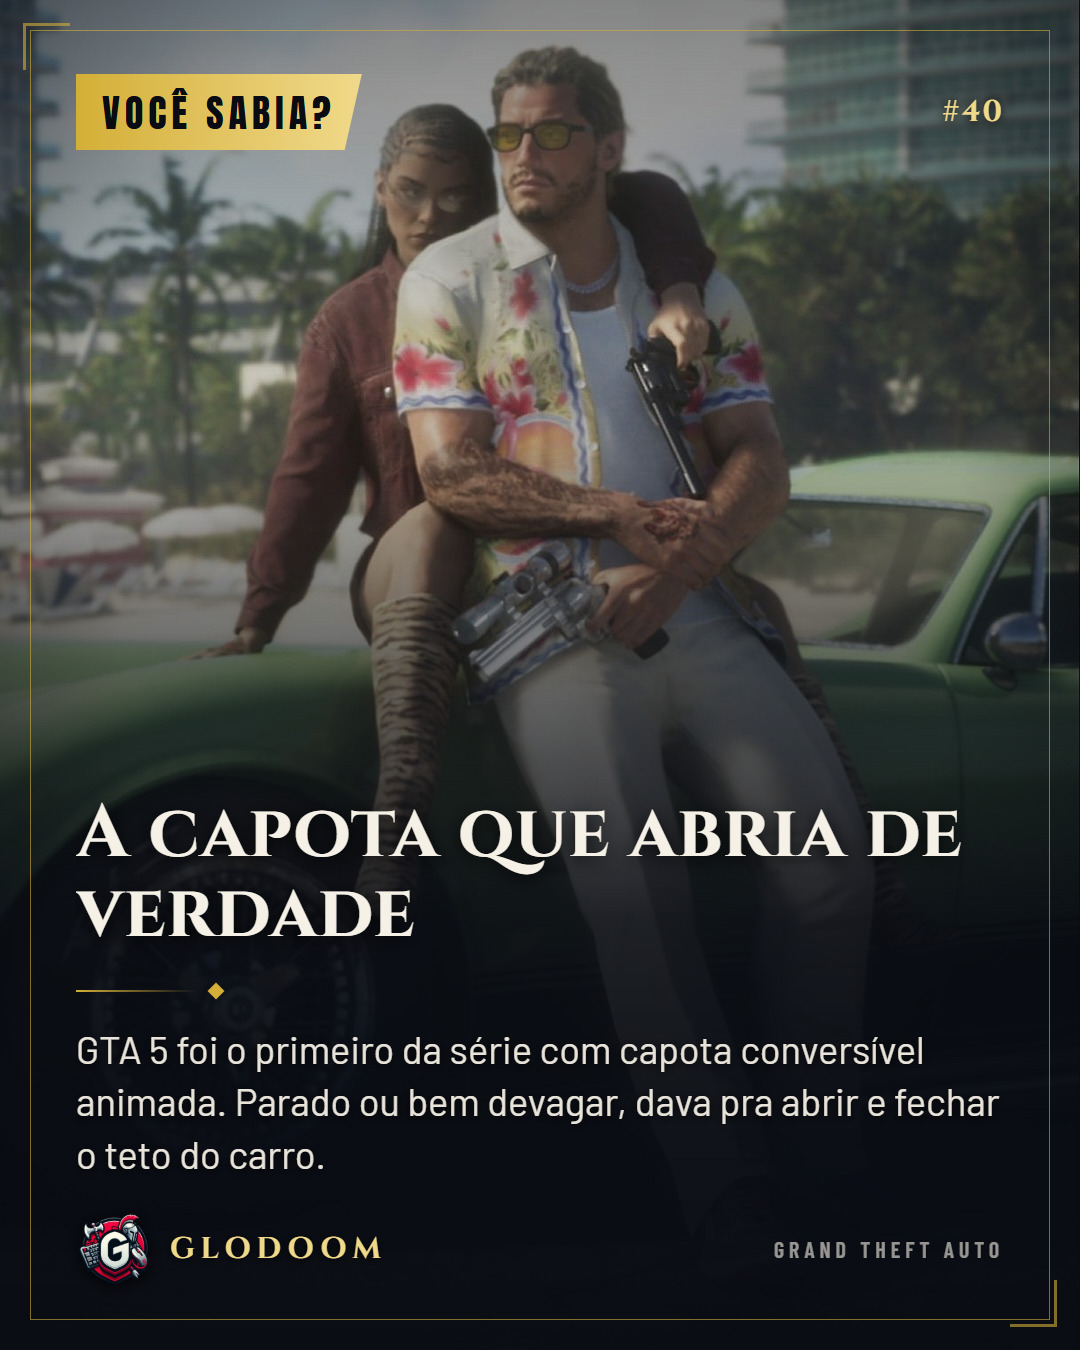 VOCÊ SABIA?
#40
A CAPOTA QUE ABRIA DE
VERDADE
GTA 5 foi o primeiro da série com capota conversível
animada. Parado ou bem devagar, dava pra abrir e fechar
o teto do carro.
G
GLODOOM
GRAND THEFT AUTO